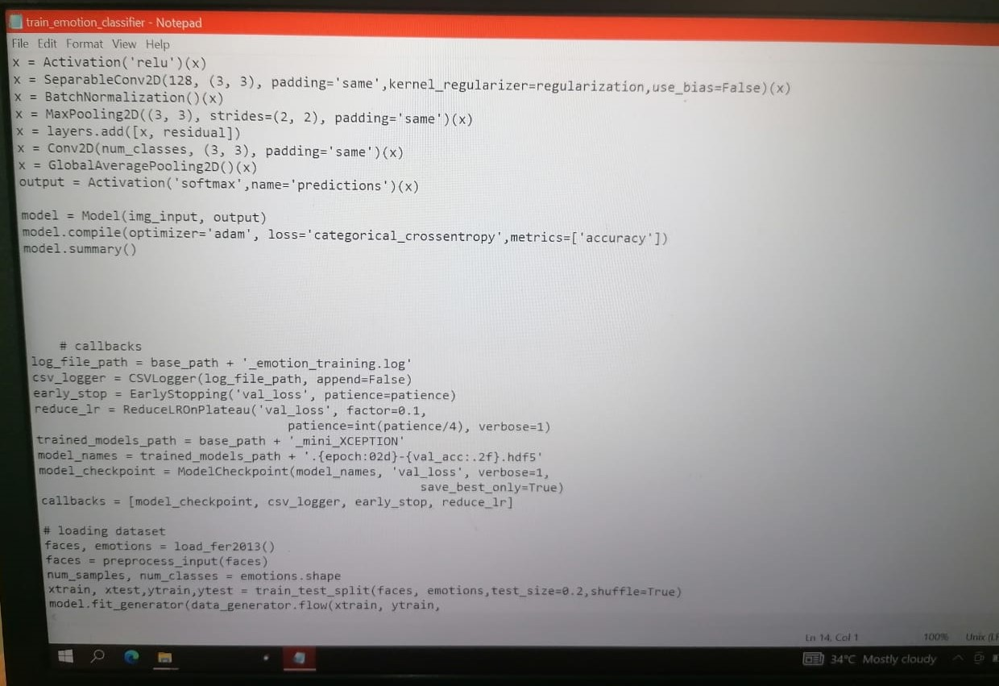 train_emotion_classifier - Notepad
File Edit Format View Help
x = Activation('relu')(x)
x = SeparableConv2D(128, (3, 3), padding='same',kernel_regularizer=regularization,use_bias=False)(x)
x = BatchNormalization()(x)
x = MaxPooling2D((3, 3), strides=(2, 2), padding='same')(x)
x = layers.add([x, residual])
x = Conv2D(num_classes, (3, 3), padding='same')(x)
x = GlobalAveragePooling2D()(x)
output = Activation('softmax',name='predictions')(x)
model = Model(img_input, output)
model.compile(optimizer='adam', loss='categorical_crossentropy',metrics=['accuracy'])
model.summary()
# callbacks
log_file_path = base_path + '_emotion_training.log'
csv_logger = CSVLogger(log_file_path, append=False)
early_stop = EarlyStopping('val_loss', patience=patience)
reduce_lr = ReduceLROnPlateau('val_loss', factor=0.1,
patience=int(patience/4), verbose=1)
trained_models_path = base_path + '_mini_XCEPTION'
model_names = trained_models_path + '.{epoch:02d}-{val_acc:.2f}.hdf5'
model_checkpoint = ModelCheckpoint(model_names, 'val_loss', verbose=1,
save_best_only=True)
callbacks = [model_checkpoint, csv_logger, early_stop, reduce_lr]
# loading dataset
faces, emotions = load_fer2013()
faces = preprocess_input(faces)
num_samples, num_classes = emotions.shape
xtrain, xtest,ytrain,ytest = train_test_split(faces, emotions,test_size=0.2,shuffle=True)
model.fit_generator(data_generator.flow(xtrain, ytrain,
Ln 14, Col 1 100% Unix (LF
34°C Mostly cloudy